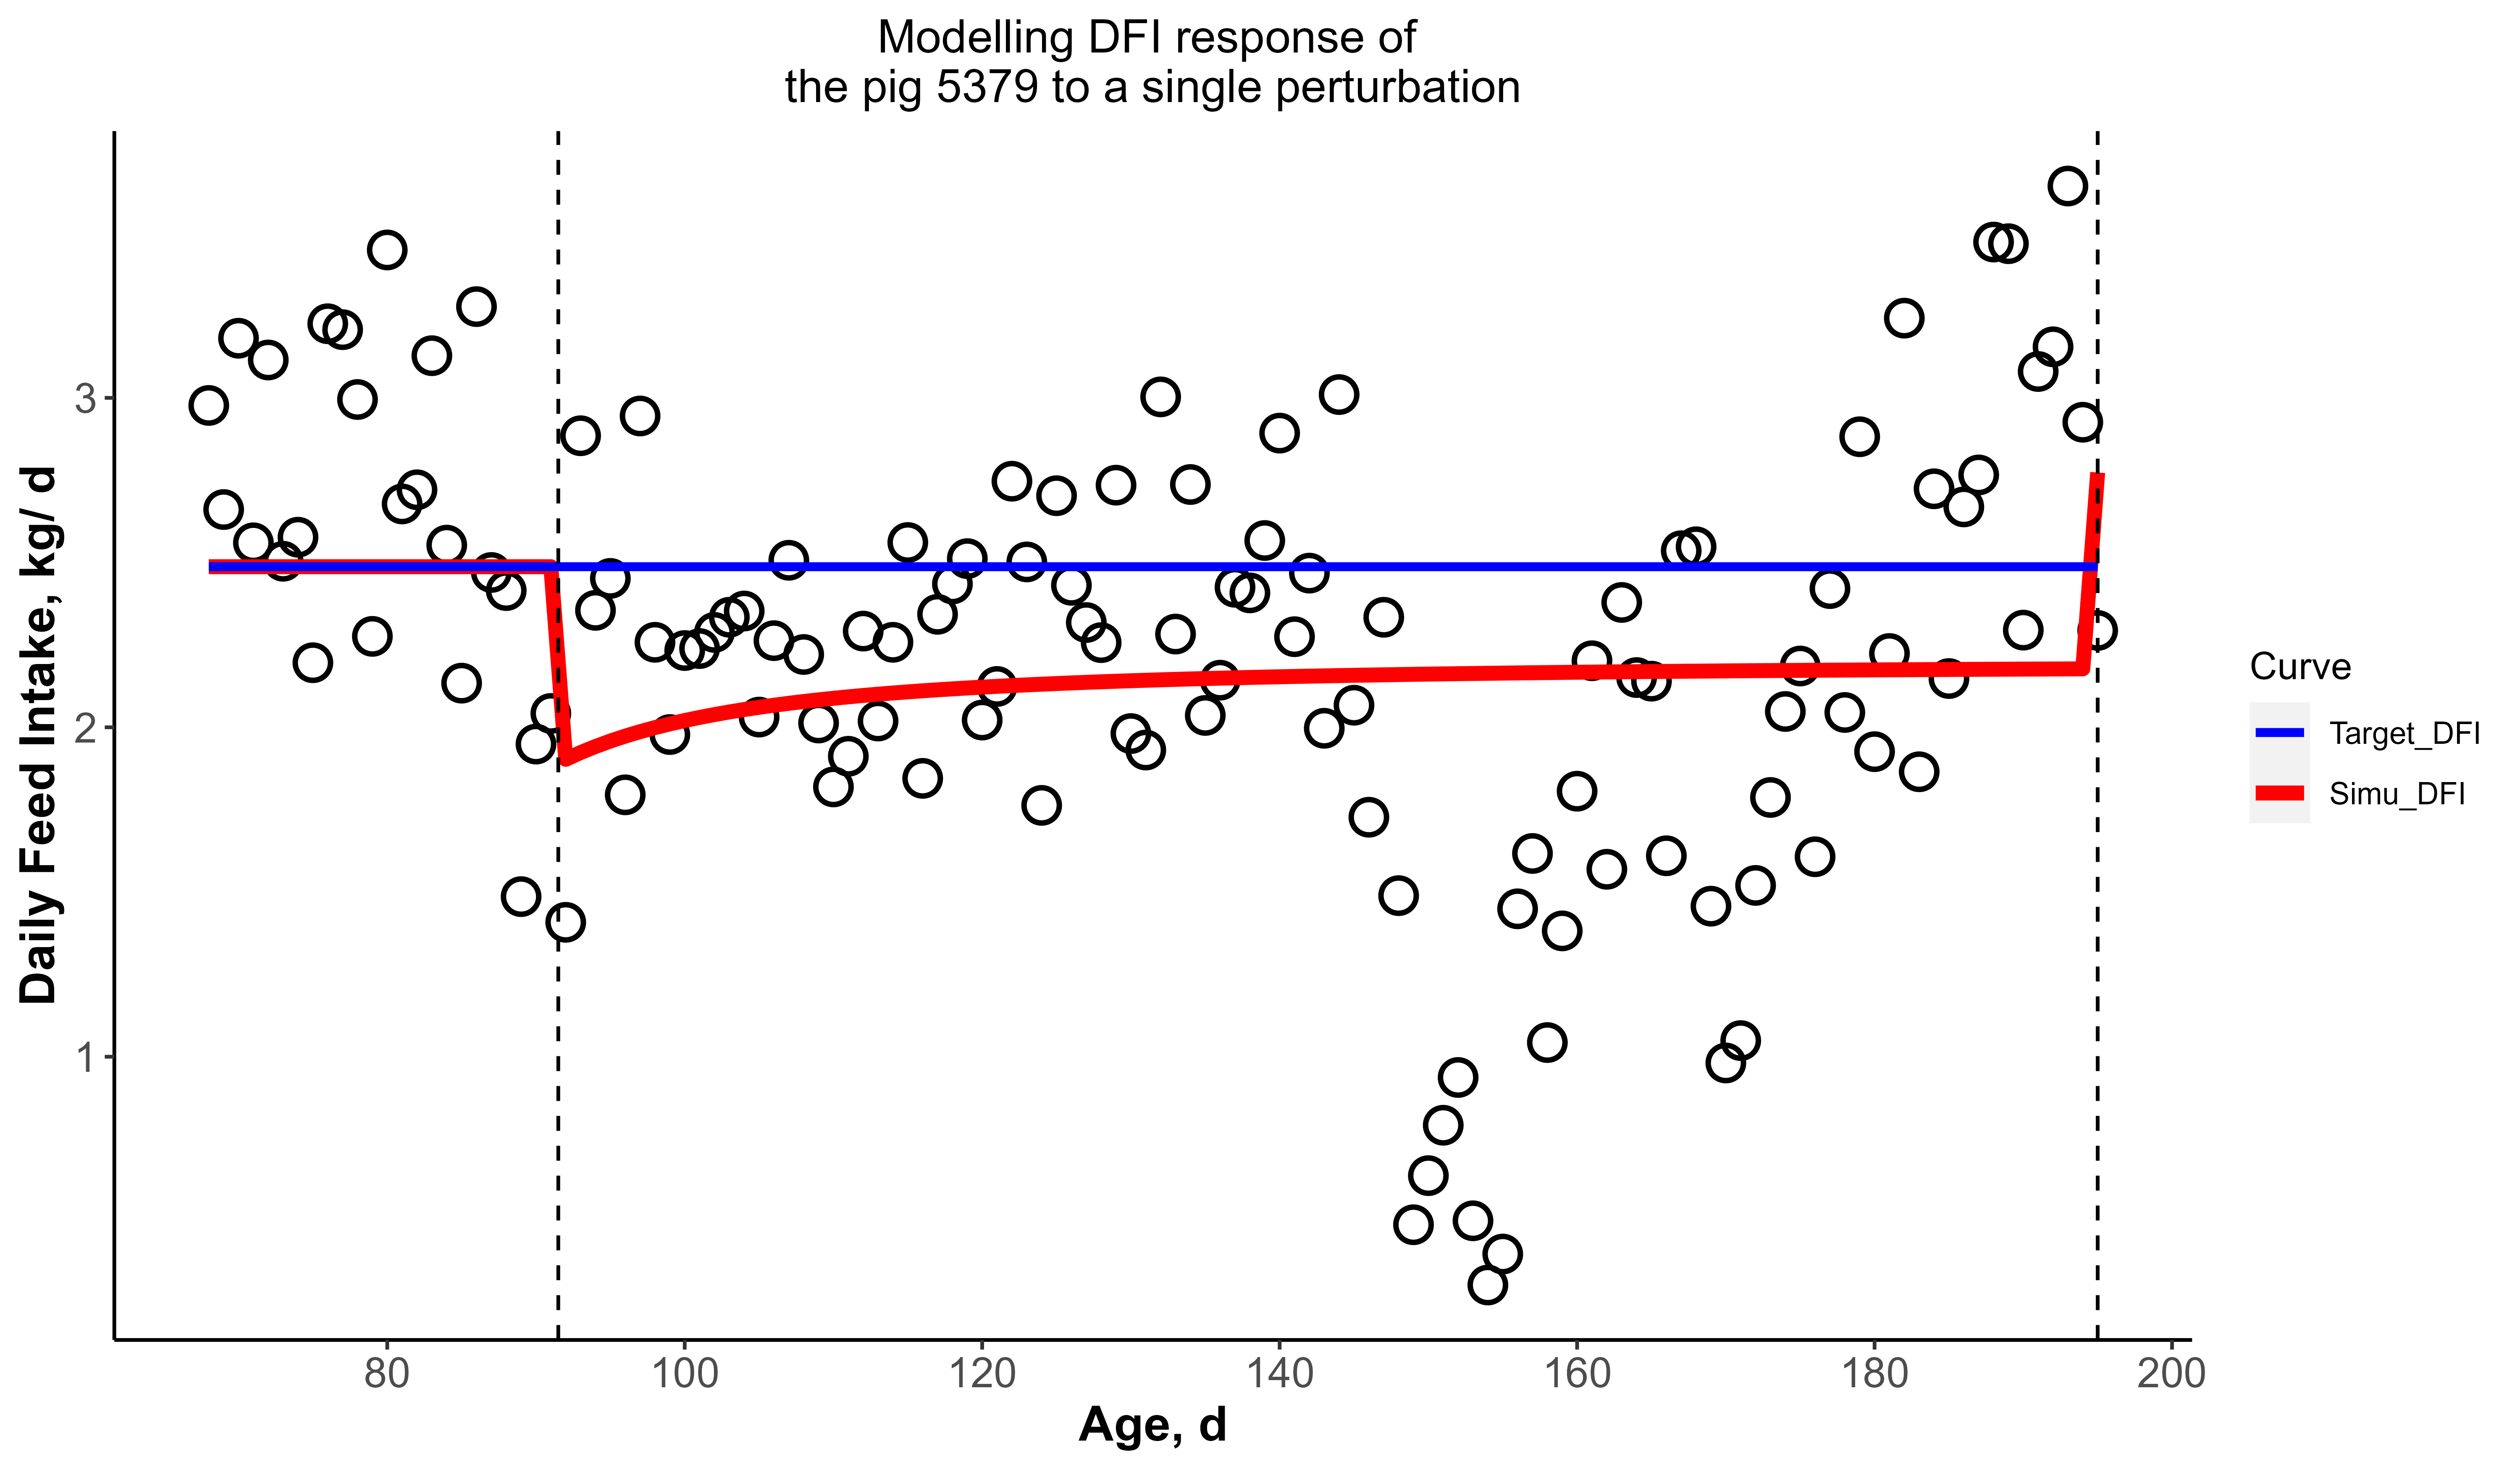 Modelling DFI response of
the pig 5379 to a single perturbation
Daily Feed Intake, kg/ d
3
2
1
80
100
120
140
160
180
200
Age, d
Curve
Target_DFI
Simu_DFI